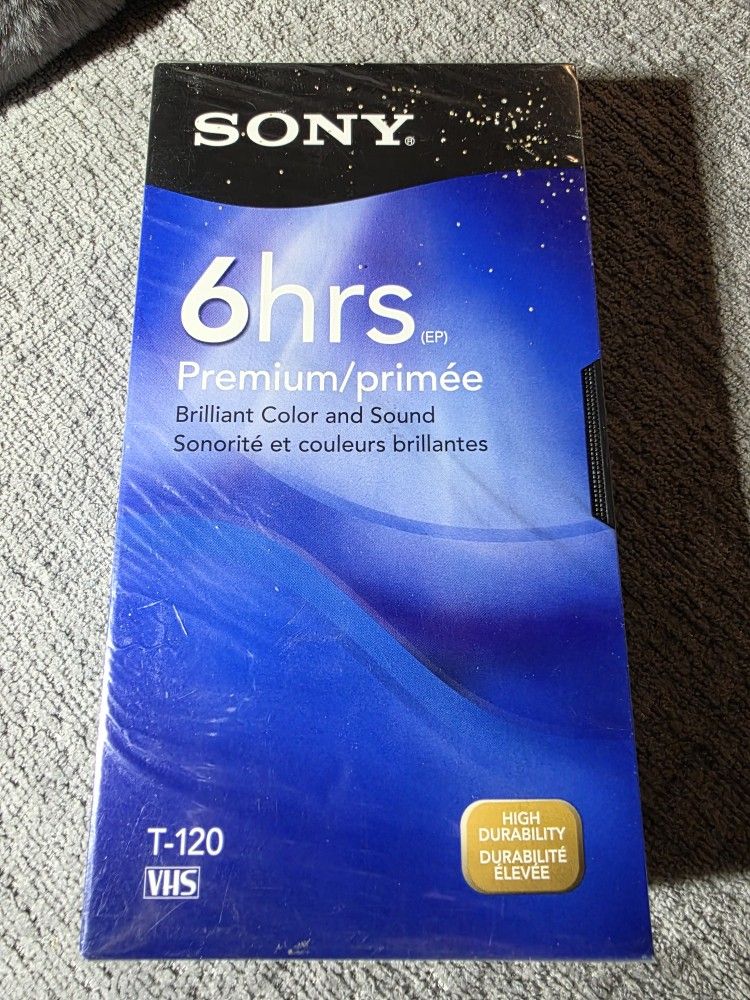 SONY®
6hrs (EP)
Premium/primée
Brilliant Color and Sound
Sonorité et couleurs brillantes
T-120
VHS
HIGH
DURABILITY
DURABILITÉ
ÉLEVÉE